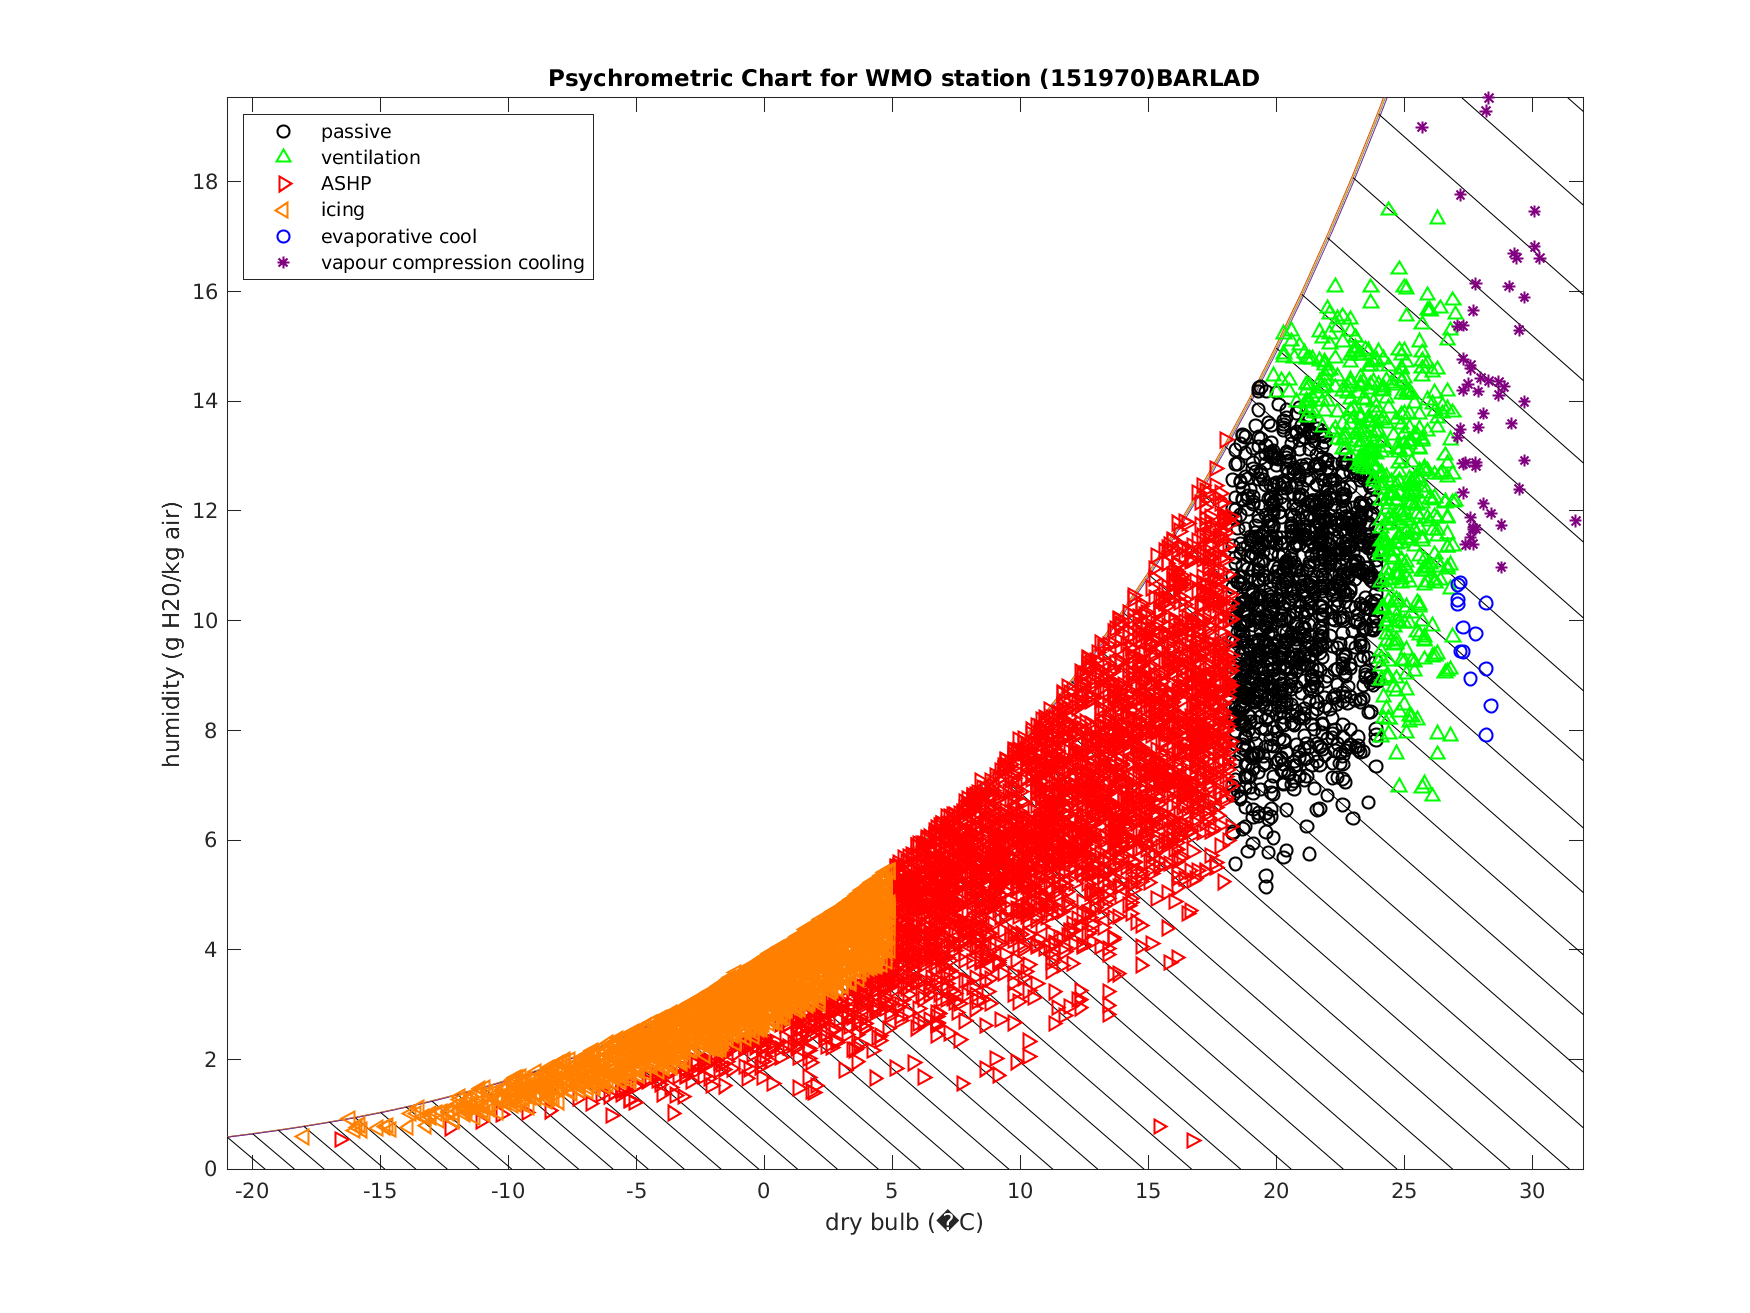 Psychrometric Chart for WMO station (151970)BARLAD
passive
ventilation
ASHP
icing
evaporative cool
vapour compression cooling
humidity (g H20/kg air)
18
16
14
12
10
8
6
4
2
0
-20 -15 -10 -5 0 5 10 15 20 25 30
dry bulb (�C)